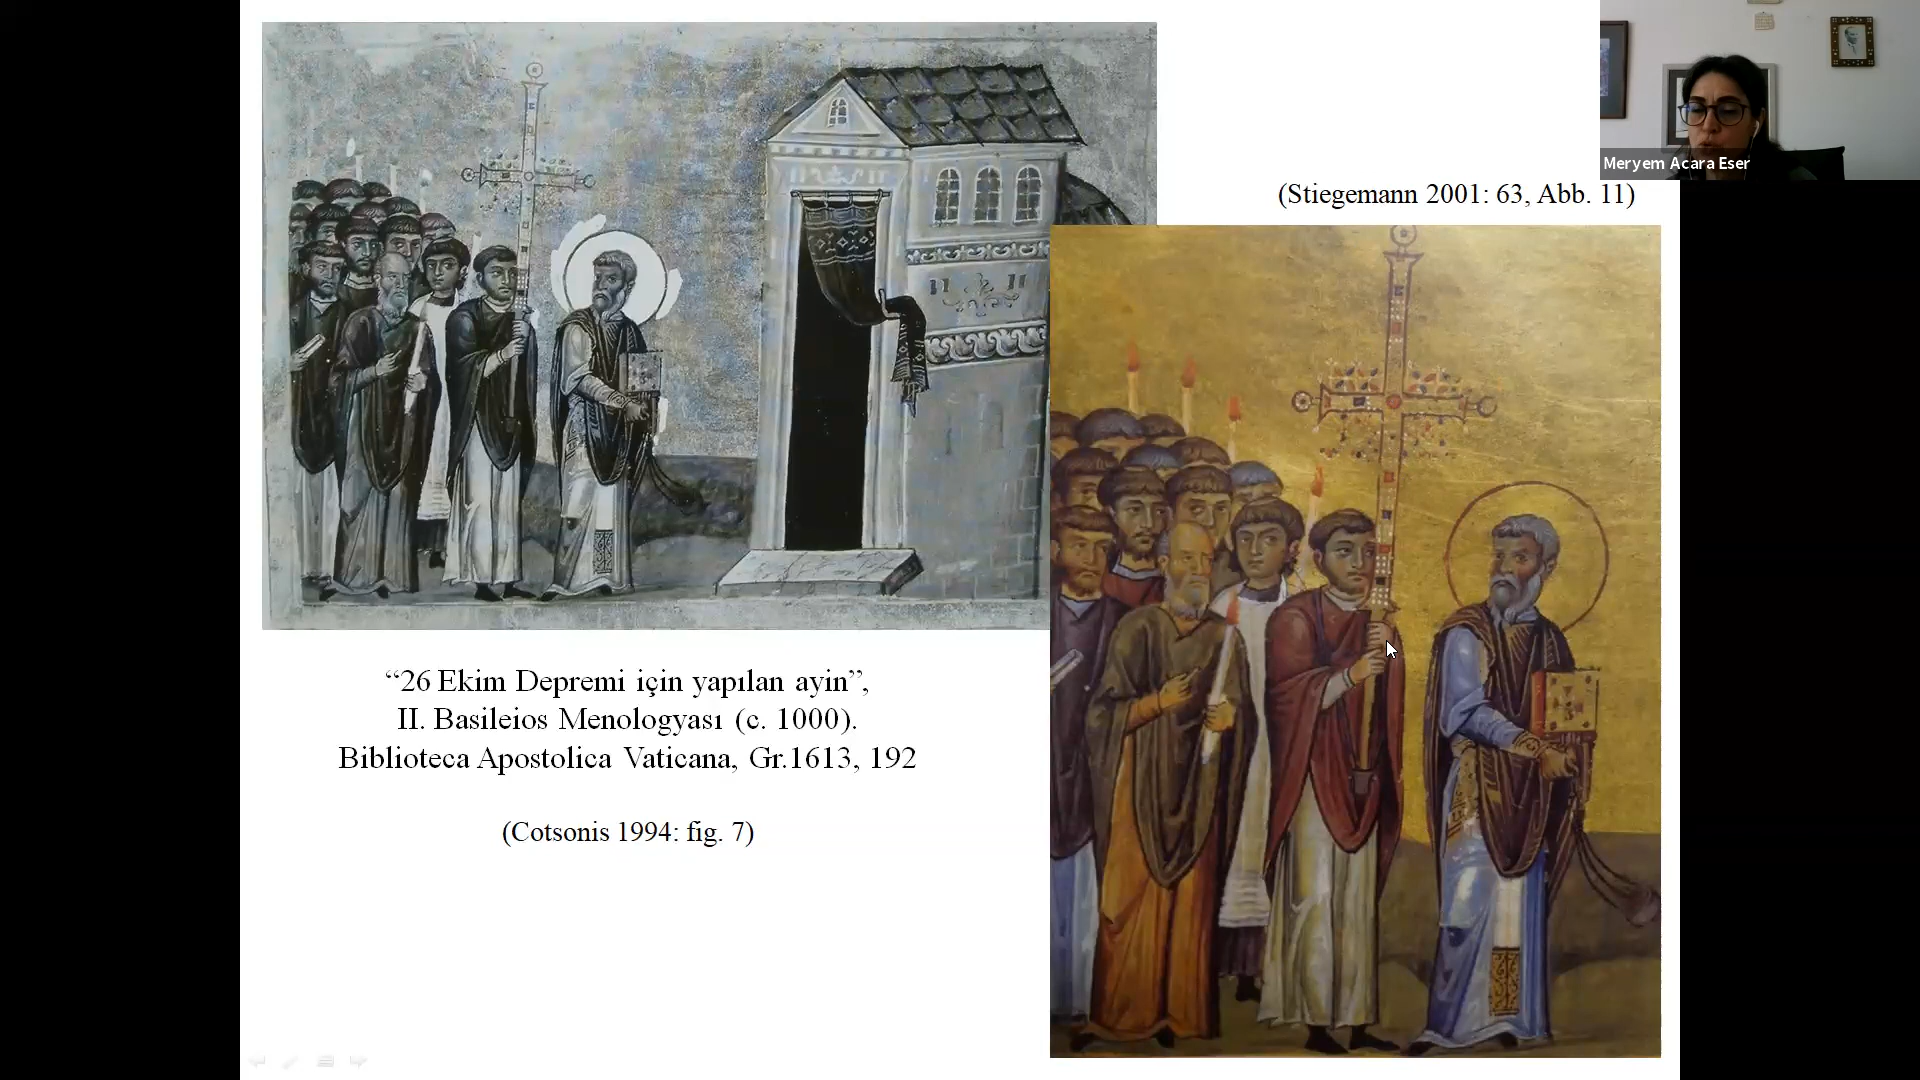 Meryem Acara Eser
(Stiegemann 2001: 63, Abb. 11)
“26 Ekim Depremi için yapılan ayin”,
II. Basileios Menologyası (c. 1000).
Biblioteca Apostolica Vaticana, Gr.1613, 192
(Cotsonis 1994: fig. 7)